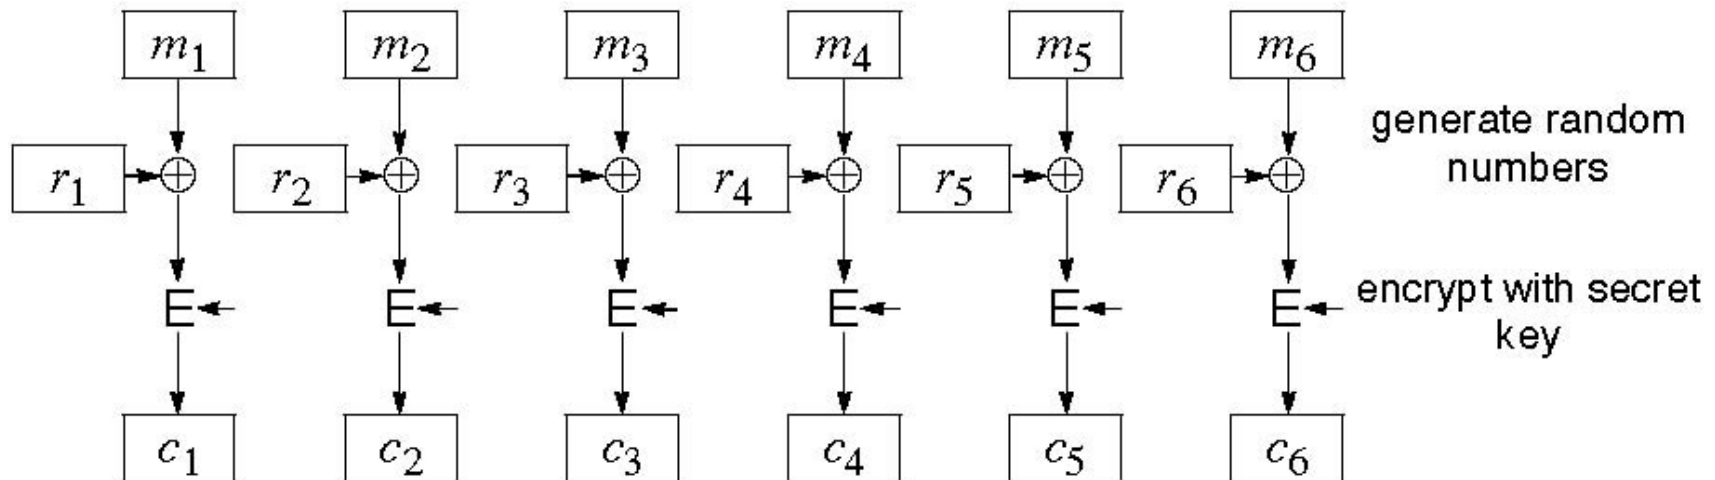 m1 m2 m3 m4 m5 m6
generate random
numbers
r1 r2 r3 r4 r5 r6
E E E E E E
encrypt with secret
key
c1 c2 c3 c4 c5 c6